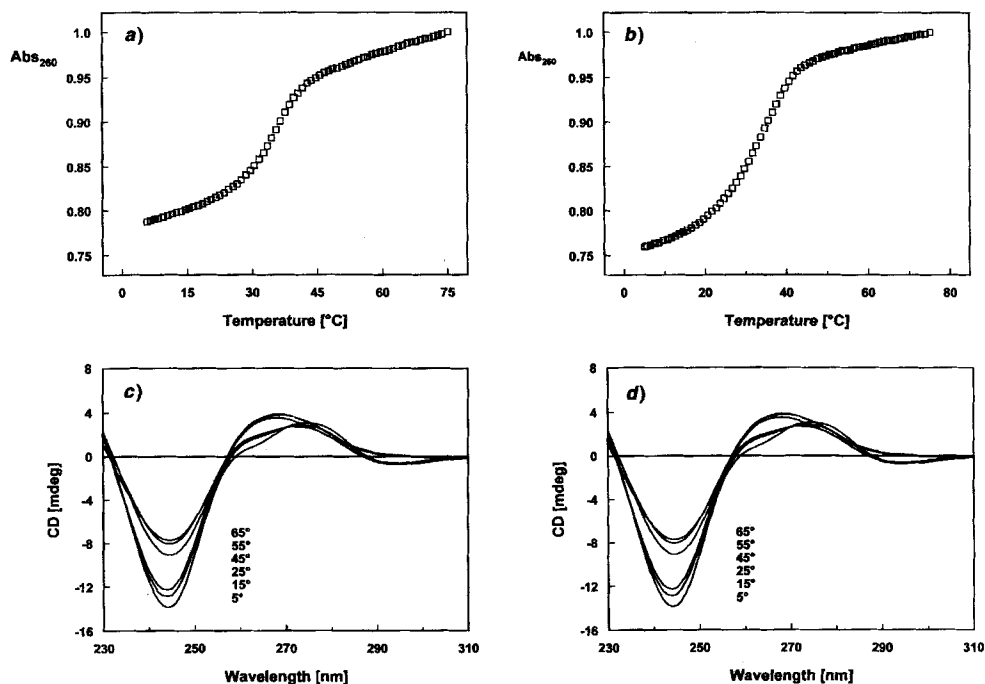 a)
Abs260
1.0
0.95
0.90
0.85
0.80
0.75
0 15 30 45 60 75
Temperature [°C]
b)
Abs260
1.0
0.95
0.90
0.85
0.80
0.75
0 20 40 60 80
Temperature [°C]
c)
CD [mdeg]
8
4
0
-4
-8
-12
-16
65°
55°
45°
25°
15°
5°
230 250 270 290 310
Wavelength [nm]
d)
CD [mdeg]
8
4
0
-4
-8
-12
-16
65°
55°
45°
25°
15°
5°
230 250 270 290 310
Wavelength [nm]